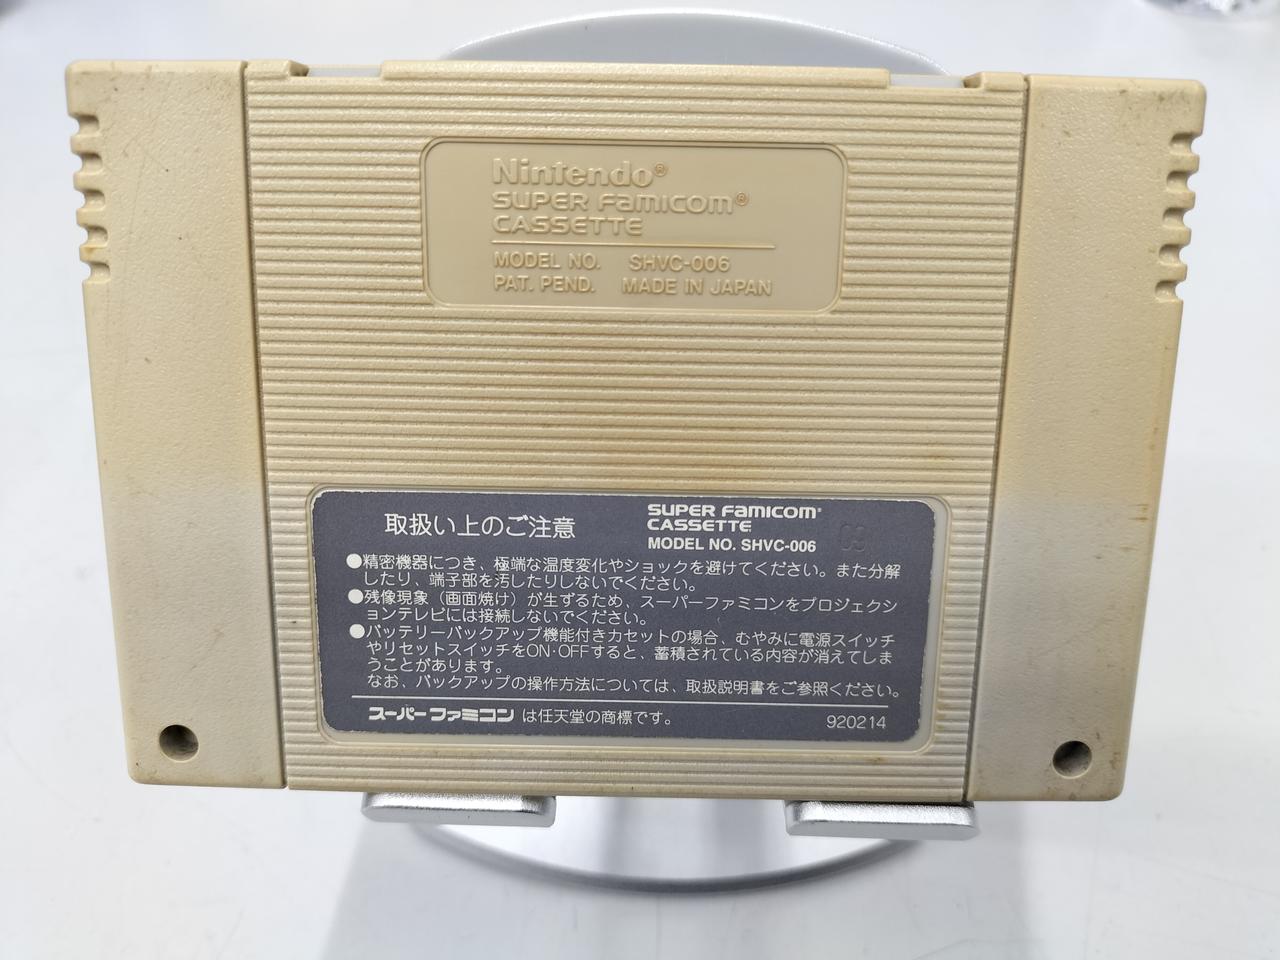 Nintendo®
SUPER FAMICOM®
CASSETTE
MODEL NO. SHVC-006
PAT. PEND. MADE IN JAPAN
取扱い上のご注意
SUPER FAMICOM®
CASSETTE
MODEL NO. SHVC-006
03
●精密機器につき、極端な温度変化やショックを避けてください。また分解
したり、端子部を汚したりしないでください。
●残像現象（画面焼け）が生ずるため、スーパーファミコンをプロジェクシ
ョンテレビには接続しないでください。
●バッテリーバックアップ機能付きカセットの場合、むやみに電源スイッチ
やリセットスイッチをON・OFFすると、蓄積されている内容が消えてしま
うことがあります。
なお、バックアップの操作方法については、取扱説明書をご参照ください。
スーパーファミコンは任天堂の商標です。
920214